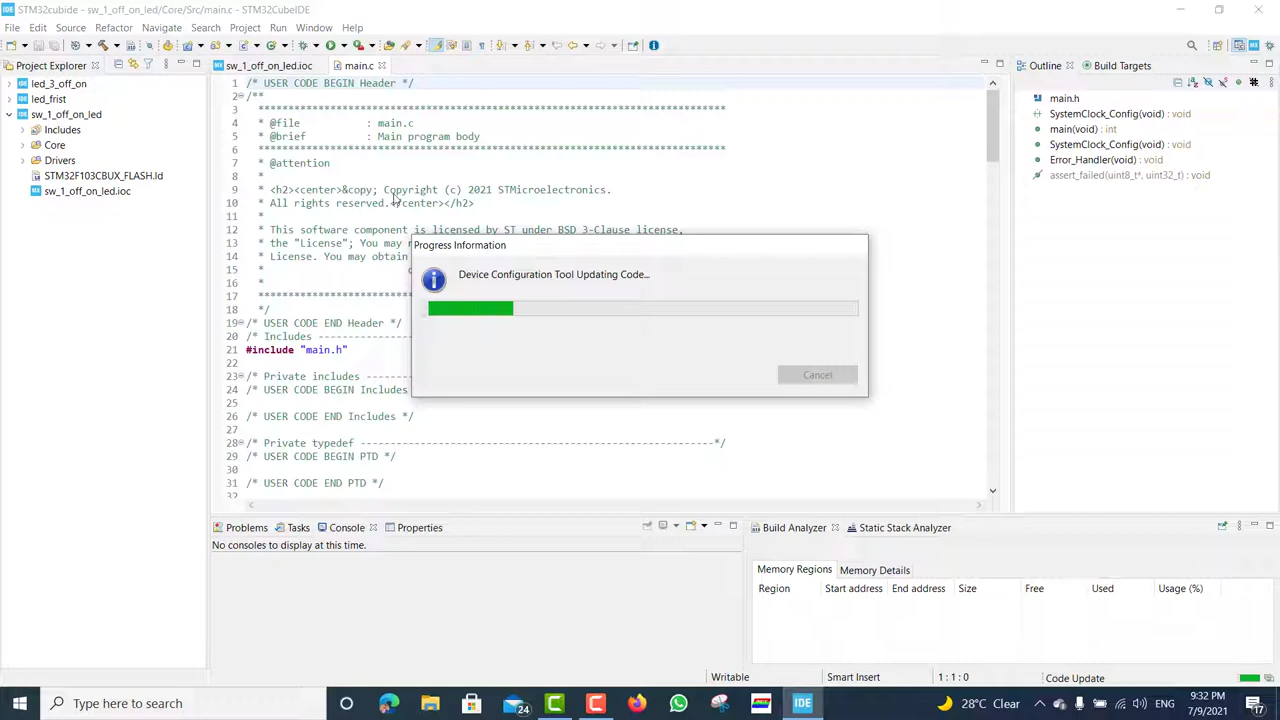 STM32cubide - sw_1_off_on_led/Core/Src/main.c - STM32CubeIDE
File Edit Source Refactor Navigate Search Project Run Window Help
Project Explorer
led_3_off_on
led_frist
sw_1_off_on_led
Includes
Core
Drivers
STM32F103CBUX_FLASH.ld
sw_1_off_on_led.ioc
sw_1_off_on_led.ioc main.c
1 /* USER CODE BEGIN Header */
2 /**
3 ******************************************************************************
4 * @file : main.c
5 * @brief : Main program body
6 ******************************************************************************
7 * @attention
8 *
9 * <h2><center>&copy; Copyright (c) 2021 STMicroelectronics.
10 * All rights reserved.</center></h2>
11 *
12 * This software component is licensed by ST under BSD 3-Clause license,
13 * the "License"; You may
14 * License. You may obtain
15 *
16 *
17 ******************************************************************************
18 */
19 /* USER CODE END Header */
20 /* Includes ------------------
21 #include "main.h"
22
23 /* Private includes -------
24 /* USER CODE BEGIN Includes
25
26 /* USER CODE END Includes */
27
28 /* Private typedef -----------------------------------------------------------*/
29 /* USER CODE BEGIN PTD */
30
31 /* USER CODE END PTD */
32
Progress Information
Device Configuration Tool Updating Code...
Cancel
Outline Build Targets
main.h
SystemClock_Config(void) : void
main(void) : int
SystemClock_Config(void) : void
Error_Handler(void) : void
assert_failed(uint8_t*, uint32_t) : void
Problems Tasks Console Properties
No consoles to display at this time.
Build Analyzer Static Stack Analyzer
Memory Regions Memory Details
Region Start address End address Size Free Used Usage (%)
Writable Smart Insert 1 : 1 : 0 Code Update
Type here to search
24
IDE
28°C Clear
ENG
9:32 PM
7/9/2021
17